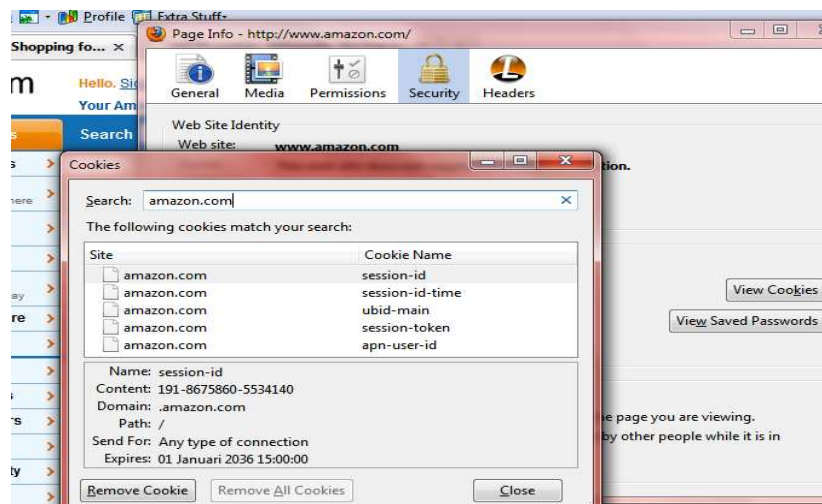 Profile Extra Stuff
Shopping fo... ×
Page Info - http://www.amazon.com/
m
Hello.
Your Am
Search
General Media Permissions Security Headers
Web Site Identity
Web site: www.amazon.com
tion.
Cookies
Search: amazon.com
The following cookies match your search:
Site Cookie Name
amazon.com session-id
amazon.com session-id-time
amazon.com ubid-main
amazon.com session-token
amazon.com apn-user-id
Name: session-id
Content: 191-8675860-5534140
Domain: .amazon.com
Path: /
Send For: Any type of connection
Expires: 01 Januari 2036 15:00:00
Remove Cookie Remove All Cookies Close
View Cookies
View Saved Passwords
e page you are viewing.
by other people while it is in